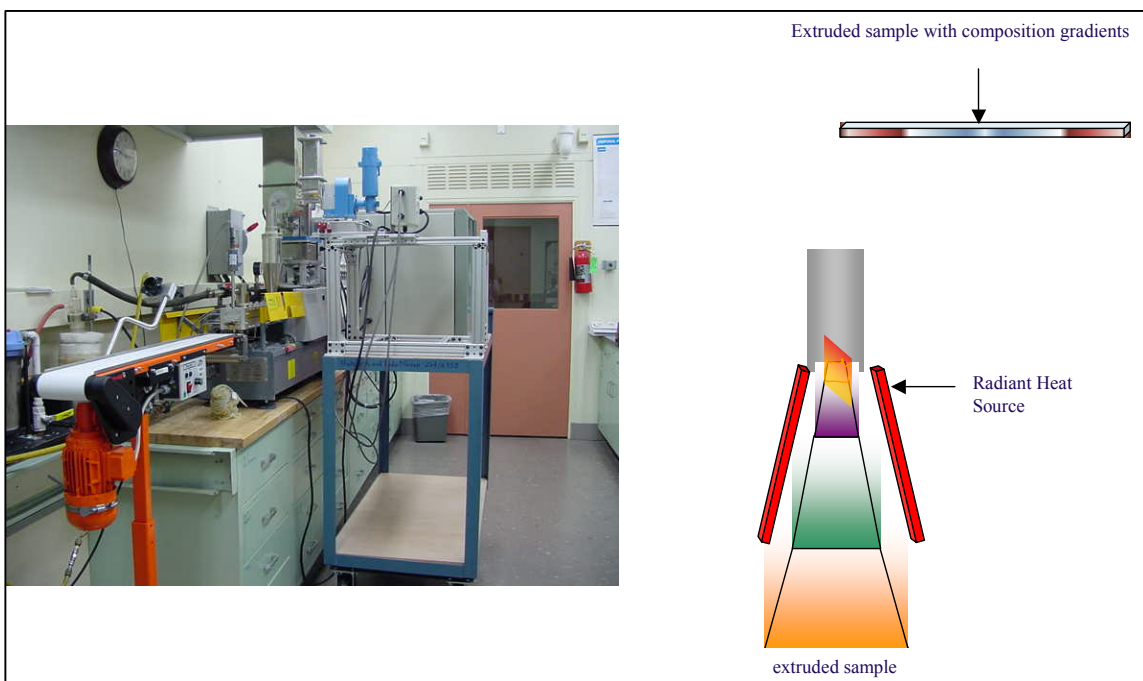 Extruded sample with composition gradients
Radiant Heat
Source
extruded sample